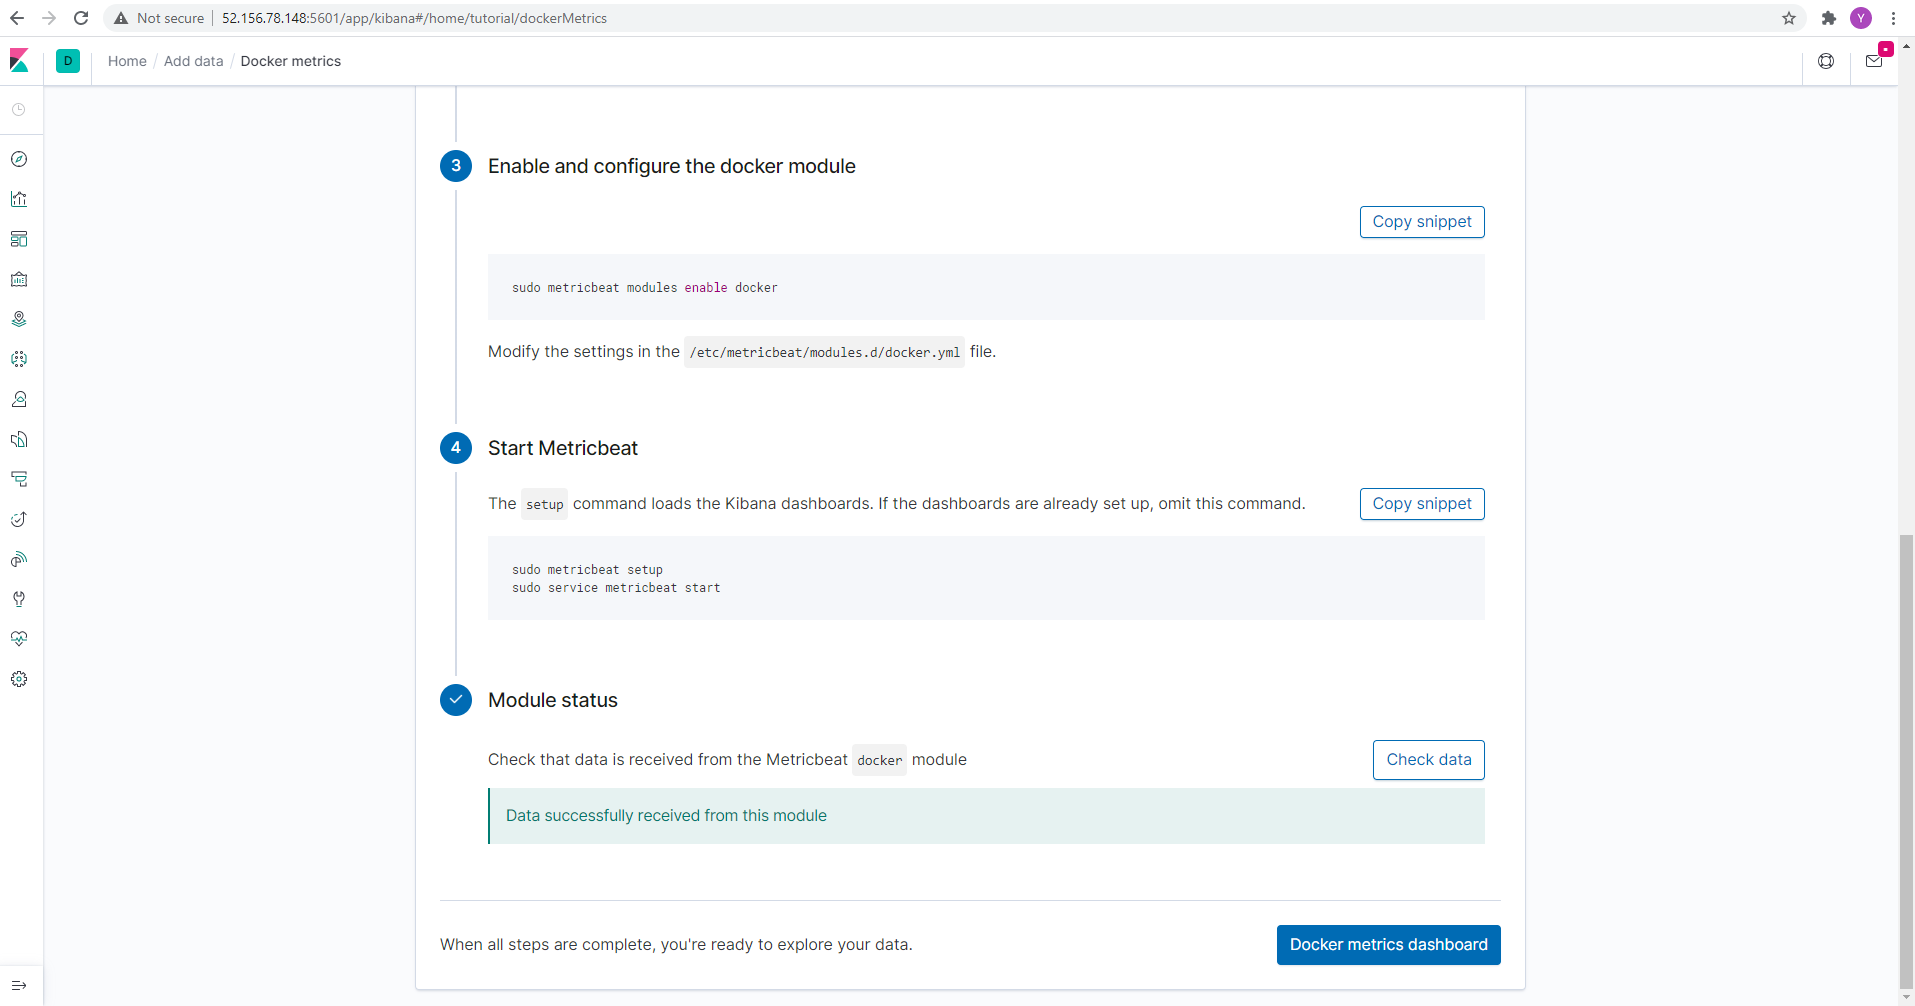 Not secure
52.156.78.148:5601/app/kibana#/home/tutorial/dockerMetrics
Y
D
Home / Add data / Docker metrics
3
Enable and configure the docker module
Copy snippet
sudo metricbeat modules enable docker
Modify the settings in the /etc/metricbeat/modules.d/docker.yml file.
4
Start Metricbeat
The setup command loads the Kibana dashboards. If the dashboards are already set up, omit this command.
Copy snippet
sudo metricbeat setup
sudo service metricbeat start
Module status
Check that data is received from the Metricbeat docker module
Check data
Data successfully received from this module
When all steps are complete, you're ready to explore your data.
Docker metrics dashboard